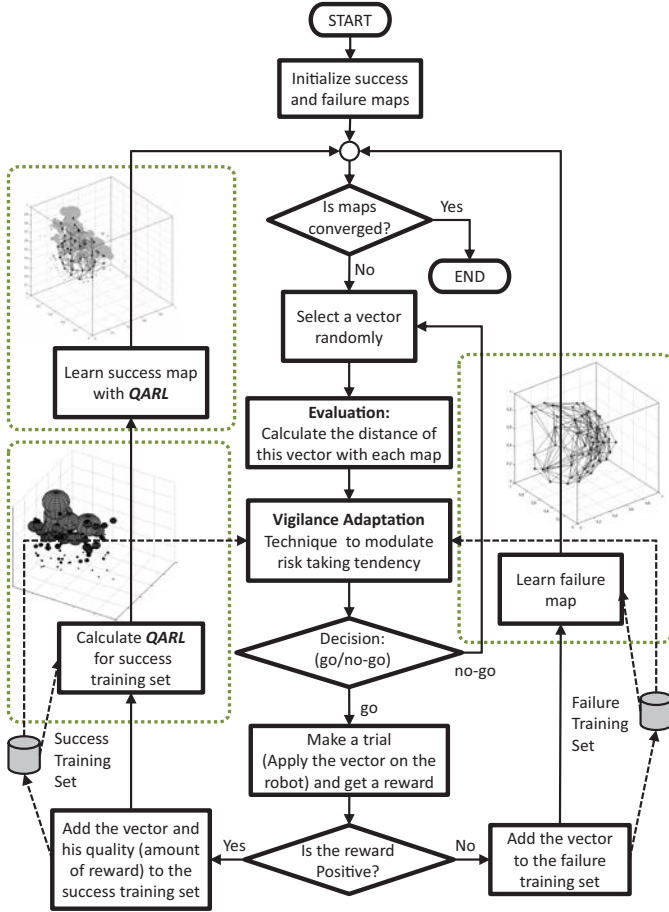 START
Initialize success
and failure maps
Is maps
converged?
Yes
END
No
Select a vector
randomly
Learn success map
with QARL
Evaluation:
Calculate the distance of
this vector with each map
Vigilance Adaptation
Technique to modulate
risk taking tendency
Learn failure
map
Calculate QARL
for success
training set
Decision:
(go/no-go)
no-go
go
Success
Training
Set
Failure
Training
Set
Make a trial
(Apply the vector on the
robot) and get a reward
Add the vector and
his quality (amount
of reward) to the
success training set
Yes
Is the reward
Positive?
No
Add the vector
to the failure
training set